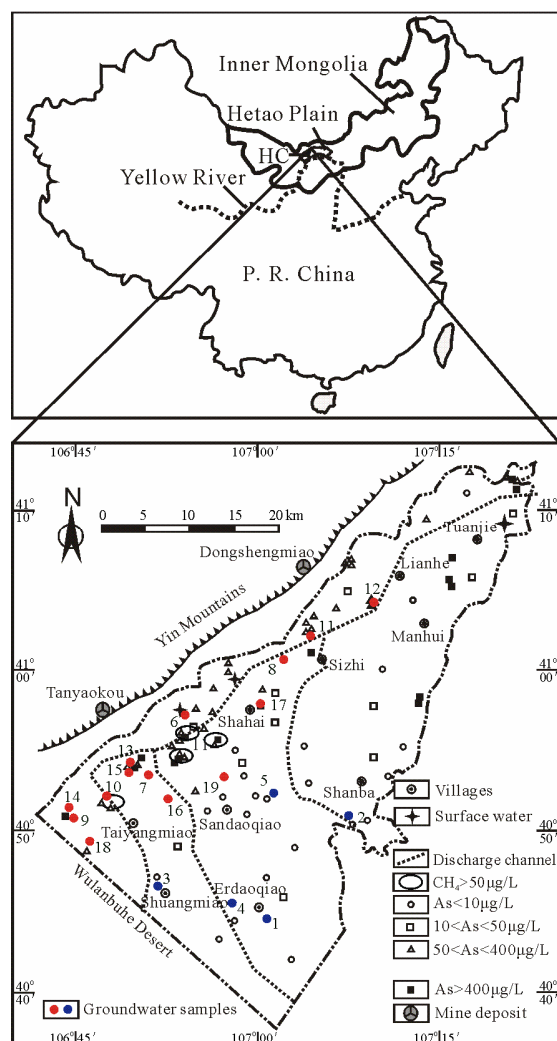 Inner Mongolia
Hetao Plain
HC
Yellow River
P. R. China
106°45' 107°00' 107°15'
41°
10'
N
0 5 10 20 km
Dongshengmiao
Yin Mountains
Tuanjie
Lianhe
12
Manhui
11
41°
00'
8
Sizhi
Tanyaokou
6
17
Shahai
11
13
15
7
19
5
Shanba
10
14
9
16
2
Taiyangmiao
Sandaoqiao
40°
50'
18
3
Shuangmiao
Erdaoqiao
4
1
Wulanbuhe Desert
40°
40'
41°
10'
41°
00'
40°
50'
40°
40'
Villages
Surface water
Discharge channel
CH₄>50μg/L
As<10μg/L
10<As<50μg/L
50<As<400μg/L
As>400μg/L
Mine deposit
Groundwater samples
106°45' 107°00' 107°15'